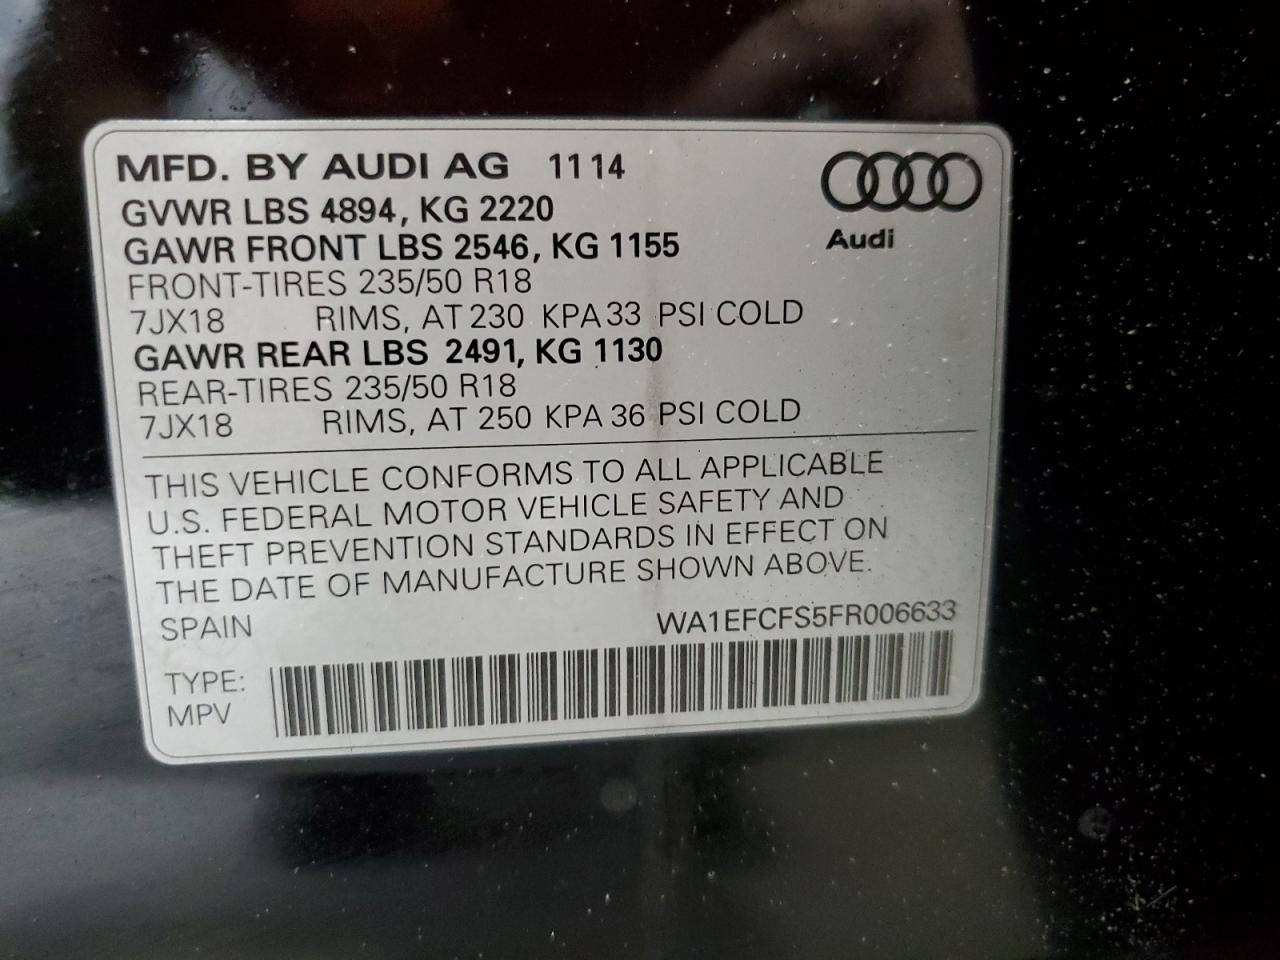 MFD. BY AUDI AG 11 14
GVWR LBS 4894, KG 2220
GAWR FRONT LBS 2546, KG 1155
Audi
FRONT-TIRES 235/50 R18
7JX18 RIMS, AT 230 KPA 33 PSI COLD
GAWR REAR LBS 2491, KG 1130
REAR-TIRES 235/50 R18
7JX18 RIMS, AT 250 KPA 36 PSI COLD
THIS VEHICLE CONFORMS TO ALL APPLICABLE
U.S. FEDERAL MOTOR VEHICLE SAFETY AND
THEFT PREVENTION STANDARDS IN EFFECT ON
THE DATE OF MANUFACTURE SHOWN ABOVE.
SPAIN WA1EFCFS5FR006633
TYPE:
MPV